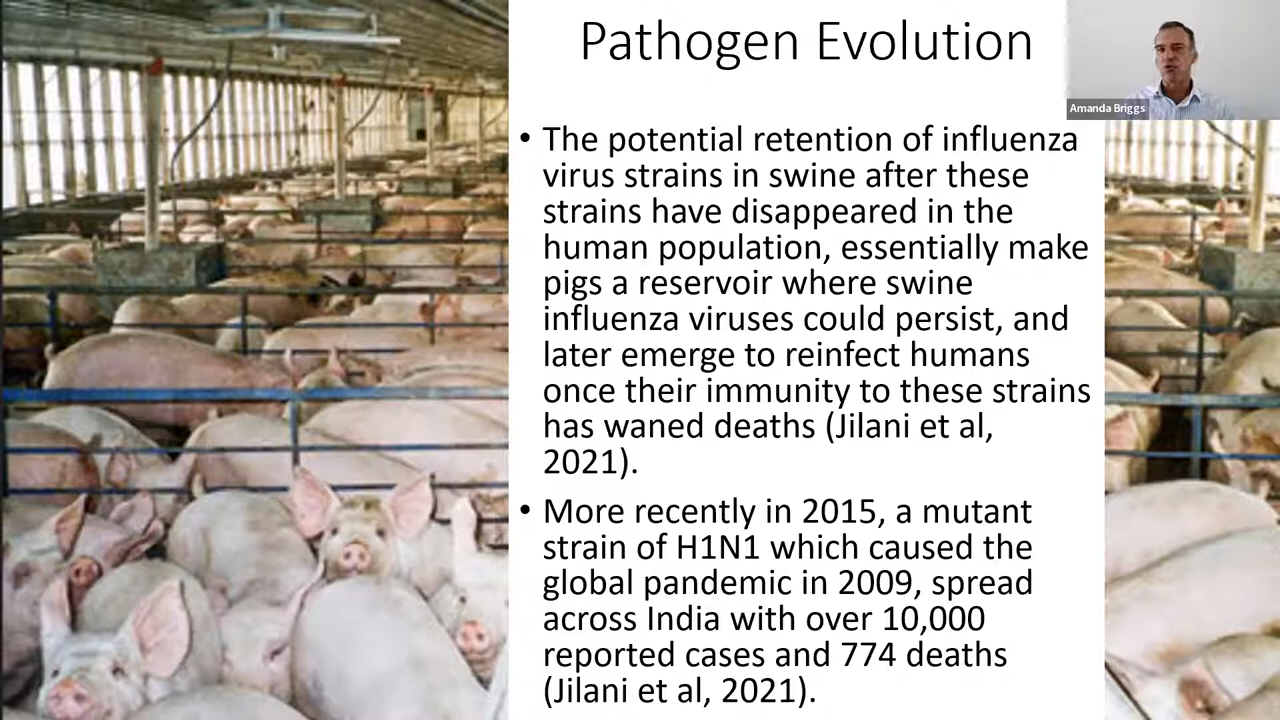 Pathogen Evolution
Amanda Briggs
• The potential retention of influenza
virus strains in swine after these
strains have disappeared in the
human population, essentially make
pigs a reservoir where swine
influenza viruses could persist, and
later emerge to reinfect humans
once their immunity to these strains
has waned deaths (Jilani et al,
2021).
• More recently in 2015, a mutant
strain of H1N1 which caused the
global pandemic in 2009, spread
across India with over 10,000
reported cases and 774 deaths
(Jilani et al, 2021).